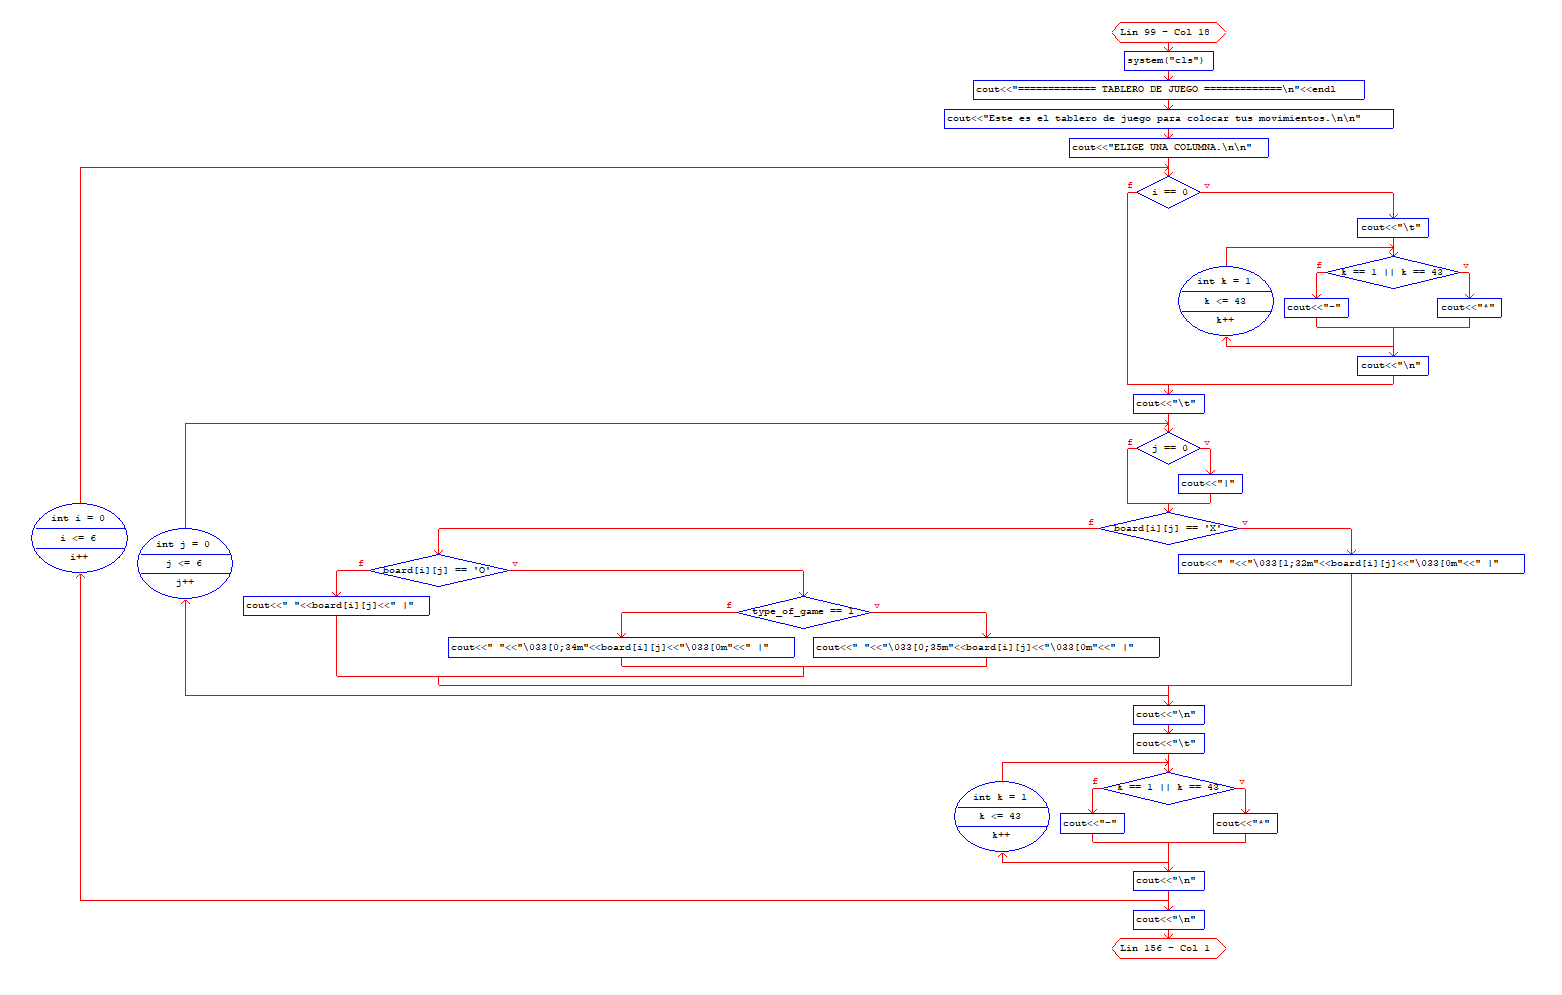 Lin 99 - Col 18
system("cls")
cout<<"============= TABLERO DE JUEGO =============\n"<<endl
cout<<"Este es el tablero de juego para colocar tus movimientos.\n\n"
cout<<"ELIGE UNA COLUMNA.\n\n"
f
v
i == 0
cout<<"\t"
f
v
k == 1 || k == 43
int k = 1
k <= 43
k++
cout<<"-"
cout<<"*"
cout<<"\n"
cout<<"\t"
f
v
j == 0
cout<<"|"
int i = 0
i <= 6
i++
int j = 0
j <= 6
j++
f
v
board[i][j] == 'X'
cout<<" "<<"\033[1;32m"<<board[i][j]<<"\033[0m"<<" |"
f
v
board[i][j] == 'O'
cout<<" "<<board[i][j]<<" |"
f
v
type_of_game == 1
cout<<" "<<"\033[0;34m"<<board[i][j]<<"\033[0m"<<" |"
cout<<" "<<"\033[0;35m"<<board[i][j]<<"\033[0m"<<" |"
cout<<"\n"
cout<<"\t"
f
v
k == 1 || k == 43
int k = 1
k <= 43
k++
cout<<"-"
cout<<"*"
cout<<"\n"
cout<<"\n"
Lin 156 - Col 1